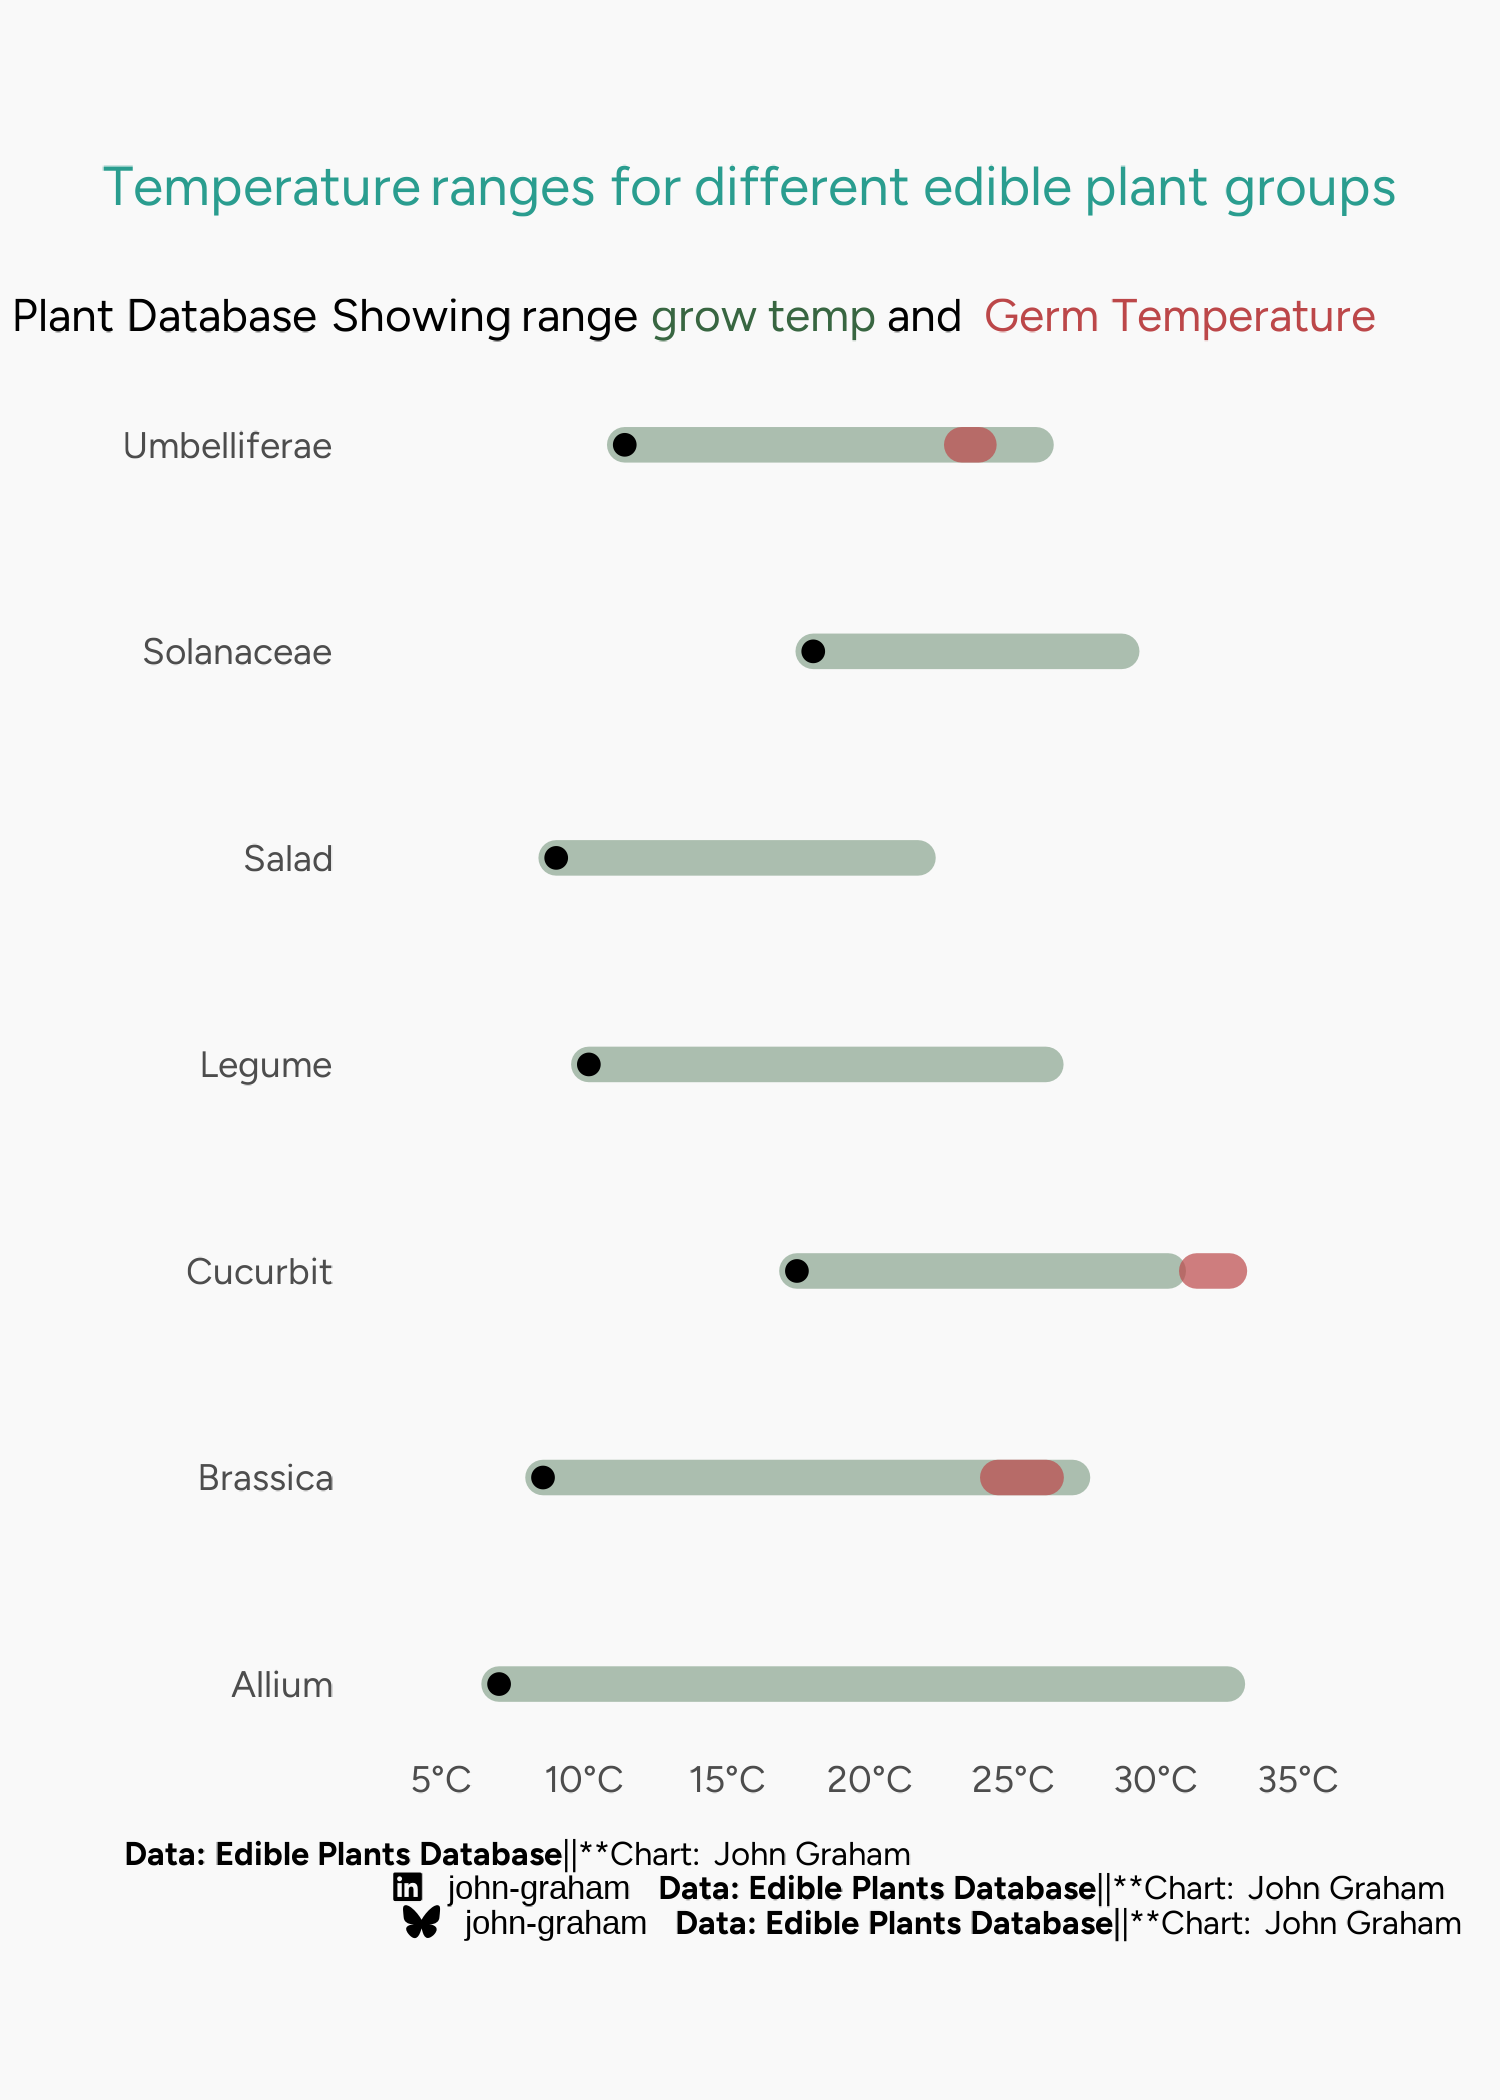 Temperature ranges for different edible plant groups
Plant Database Showing range grow temp and Germ Temperature
Umbelliferae
Solanaceae
Salad
Legume
Cucurbit
Brassica
Allium
5°C 10°C 15°C 20°C 25°C 30°C 35°C
Data: Edible Plants Database||**Chart: John Graham
john-graham Data: Edible Plants Database||**Chart: John Graham
john-graham Data: Edible Plants Database||**Chart: John Graham